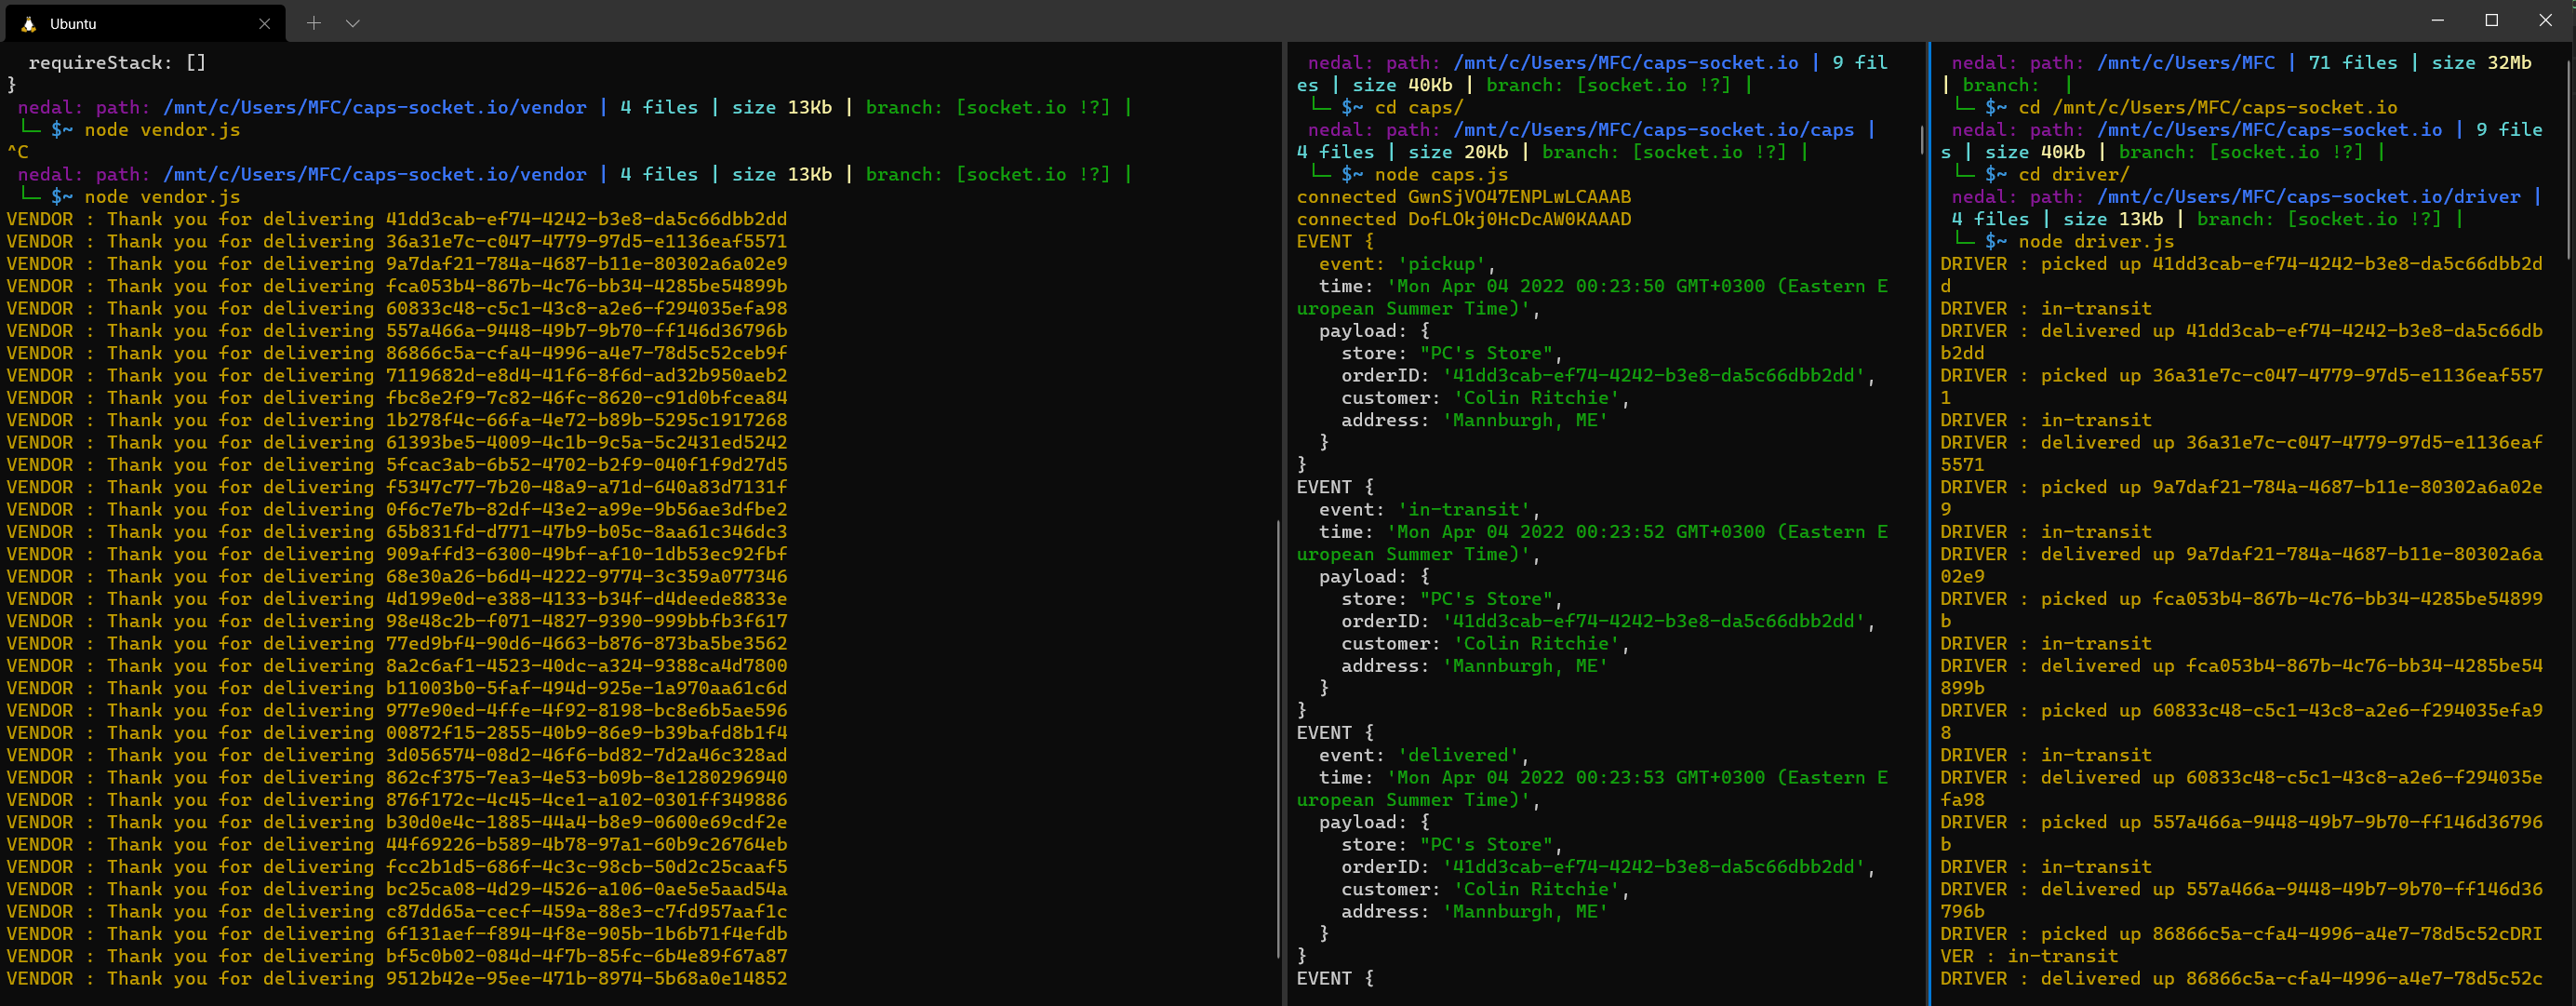 Ubuntu
requireStack: []
}
nedal: path: /mnt/c/Users/MFC/caps-socket.io/vendor | 4 files | size 13Kb | branch: [socket.io !?] |
└─ $~ node vendor.js
^C
nedal: path: /mnt/c/Users/MFC/caps-socket.io/vendor | 4 files | size 13Kb | branch: [socket.io !?] |
└─ $~ node vendor.js
VENDOR : Thank you for delivering 41dd3cab-ef74-4242-b3e8-da5c66dbb2dd
VENDOR : Thank you for delivering 36a31e7c-c047-4779-97d5-e1136eaf5571
VENDOR : Thank you for delivering 9a7daf21-784a-4687-b11e-80302a6a02e9
VENDOR : Thank you for delivering fca053b4-867b-4c76-bb34-4285be54899b
VENDOR : Thank you for delivering 60833c48-c5c1-43c8-a2e6-f294035efa98
VENDOR : Thank you for delivering 557a466a-9448-49b7-9b70-ff146d36796b
VENDOR : Thank you for delivering 86866c5a-cfa4-4996-a4e7-78d5c52ceb9f
VENDOR : Thank you for delivering 7119682d-e8d4-41f6-8f6d-ad32b950aeb2
VENDOR : Thank you for delivering fbc8e2f9-7c82-46fc-8620-c91d0bfcea84
VENDOR : Thank you for delivering 1b278f4c-66fa-4e72-b89b-5295c1917268
VENDOR : Thank you for delivering 61393be5-4009-4c1b-9c5a-5c2431ed5242
VENDOR : Thank you for delivering 5fcac3ab-6b52-4702-b2f9-040f1f9d27d5
VENDOR : Thank you for delivering f5347c77-7b20-48a9-a71d-640a83d7131f
VENDOR : Thank you for delivering 0f6c7e7b-82df-43e2-a99e-9b56ae3dfbe2
VENDOR : Thank you for delivering 65b831fd-d771-47b9-b05c-8aa61c346dc3
VENDOR : Thank you for delivering 909affd3-6300-49bf-af10-1db53ec92fbf
VENDOR : Thank you for delivering 68e30a26-b6d4-4222-9774-3c359a077346
VENDOR : Thank you for delivering 4d199e0d-e388-4133-b34f-d4deede8833e
VENDOR : Thank you for delivering 98e48c2b-f071-4827-9390-999bbfb3f617
VENDOR : Thank you for delivering 77ed9bf4-90d6-4663-b876-873ba5be3562
VENDOR : Thank you for delivering 8a2c6af1-4523-40dc-a324-9388ca4d7800
VENDOR : Thank you for delivering b11003b0-5faf-494d-925e-1a970aa61c6d
VENDOR : Thank you for delivering 977e90ed-4ffe-4f92-8198-bc8e6b5ae596
VENDOR : Thank you for delivering 00872f15-2855-40b9-86e9-b39bafd8b1f4
VENDOR : Thank you for delivering 3d056574-08d2-46f6-bd82-7d2a46c328ad
VENDOR : Thank you for delivering 862cf375-7ea3-4e53-b09b-8e1280296940
VENDOR : Thank you for delivering 876f172c-4c45-4ce1-a102-0301ff349886
VENDOR : Thank you for delivering b30d0e4c-1885-44a4-b8e9-0600e69cdf2e
VENDOR : Thank you for delivering 44f69226-b589-4b78-97a1-60b9c26764eb
VENDOR : Thank you for delivering fcc2b1d5-686f-4c3c-98cb-50d2c25caaf5
VENDOR : Thank you for delivering bc25ca08-4d29-4526-a106-0ae5e5aad54a
VENDOR : Thank you for delivering c87dd65a-cecf-459a-88e3-c7fd957aaf1c
VENDOR : Thank you for delivering 6f131aef-f894-4f8e-905b-1b6b71f4efdb
VENDOR : Thank you for delivering bf5c0b02-084d-4f7b-85fc-6b4e89f67a87
VENDOR : Thank you for delivering 9512b42e-95ee-471b-8974-5b68a0e14852
nedal: path: /mnt/c/Users/MFC/caps-socket.io | 9 fil
es | size 40Kb | branch: [socket.io !?] |
└─ $~ cd caps/
nedal: path: /mnt/c/Users/MFC/caps-socket.io/caps |
4 files | size 20Kb | branch: [socket.io !?] |
└─ $~ node caps.js
connected GwnSjVO47ENPLwLCAAAB
connected DofLOkj0HcDcAW0KAAAD
EVENT {
event: 'pickup',
time: 'Mon Apr 04 2022 00:23:50 GMT+0300 (Eastern E
uropean Summer Time)',
payload: {
store: "PC's Store",
orderID: '41dd3cab-ef74-4242-b3e8-da5c66dbb2dd',
customer: 'Colin Ritchie',
address: 'Mannburgh, ME'
}
}
EVENT {
event: 'in-transit',
time: 'Mon Apr 04 2022 00:23:52 GMT+0300 (Eastern E
uropean Summer Time)',
payload: {
store: "PC's Store",
orderID: '41dd3cab-ef74-4242-b3e8-da5c66dbb2dd',
customer: 'Colin Ritchie',
address: 'Mannburgh, ME'
}
}
EVENT {
event: 'delivered',
time: 'Mon Apr 04 2022 00:23:53 GMT+0300 (Eastern E
uropean Summer Time)',
payload: {
store: "PC's Store",
orderID: '41dd3cab-ef74-4242-b3e8-da5c66dbb2dd',
customer: 'Colin Ritchie',
address: 'Mannburgh, ME'
}
}
EVENT {
nedal: path: /mnt/c/Users/MFC | 71 files | size 32Mb
| branch: |
└─ $~ cd /mnt/c/Users/MFC/caps-socket.io
nedal: path: /mnt/c/Users/MFC/caps-socket.io | 9 file
s | size 40Kb | branch: [socket.io !?] |
└─ $~ cd driver/
nedal: path: /mnt/c/Users/MFC/caps-socket.io/driver |
4 files | size 13Kb | branch: [socket.io !?] |
└─ $~ node driver.js
DRIVER : picked up 41dd3cab-ef74-4242-b3e8-da5c66dbb2d
d
DRIVER : in-transit
DRIVER : delivered up 41dd3cab-ef74-4242-b3e8-da5c66db
b2dd
DRIVER : picked up 36a31e7c-c047-4779-97d5-e1136eaf557
1
DRIVER : in-transit
DRIVER : delivered up 36a31e7c-c047-4779-97d5-e1136eaf
5571
DRIVER : picked up 9a7daf21-784a-4687-b11e-80302a6a02e
9
DRIVER : in-transit
DRIVER : delivered up 9a7daf21-784a-4687-b11e-80302a6a
02e9
DRIVER : picked up fca053b4-867b-4c76-bb34-4285be54899
b
DRIVER : in-transit
DRIVER : delivered up fca053b4-867b-4c76-bb34-4285be54
899b
DRIVER : picked up 60833c48-c5c1-43c8-a2e6-f294035efa9
8
DRIVER : in-transit
DRIVER : delivered up 60833c48-c5c1-43c8-a2e6-f294035e
fa98
DRIVER : picked up 557a466a-9448-49b7-9b70-ff146d36796
b
DRIVER : in-transit
DRIVER : delivered up 557a466a-9448-49b7-9b70-ff146d36
796b
DRIVER : picked up 86866c5a-cfa4-4996-a4e7-78d5c52cDRI
VER : in-transit
DRIVER : delivered up 86866c5a-cfa4-4996-a4e7-78d5c52c